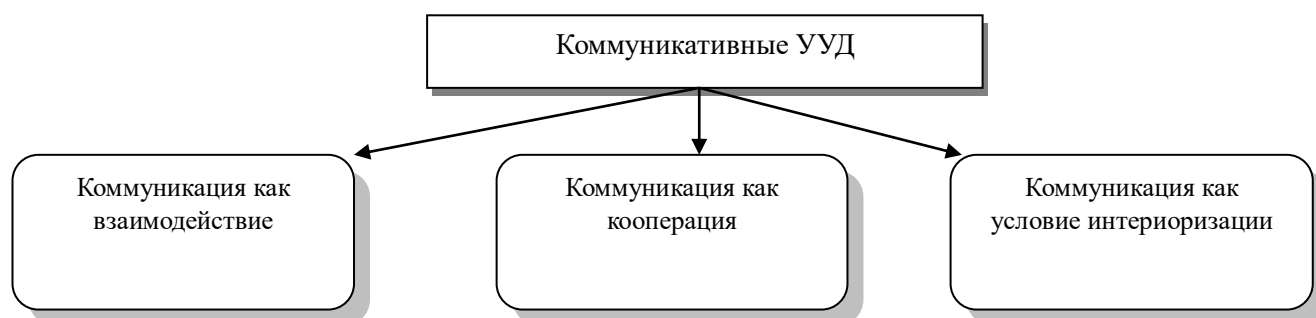 Коммуникативные УУД
Коммуникация как
взаимодействие
Коммуникация как
кооперация
Коммуникация как
условие интериоризации